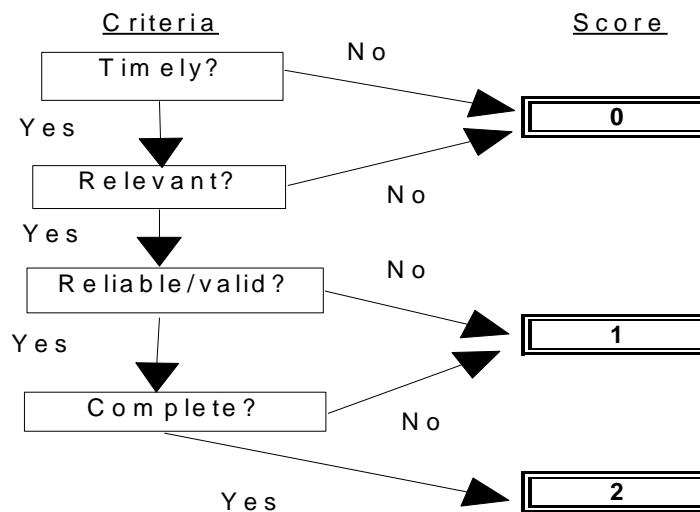 Criteria
Score
No
Timely?
0
Yes
Relevant?
No
Yes
No
Reliable/valid?
1
Yes
Complete?
No
2
Yes